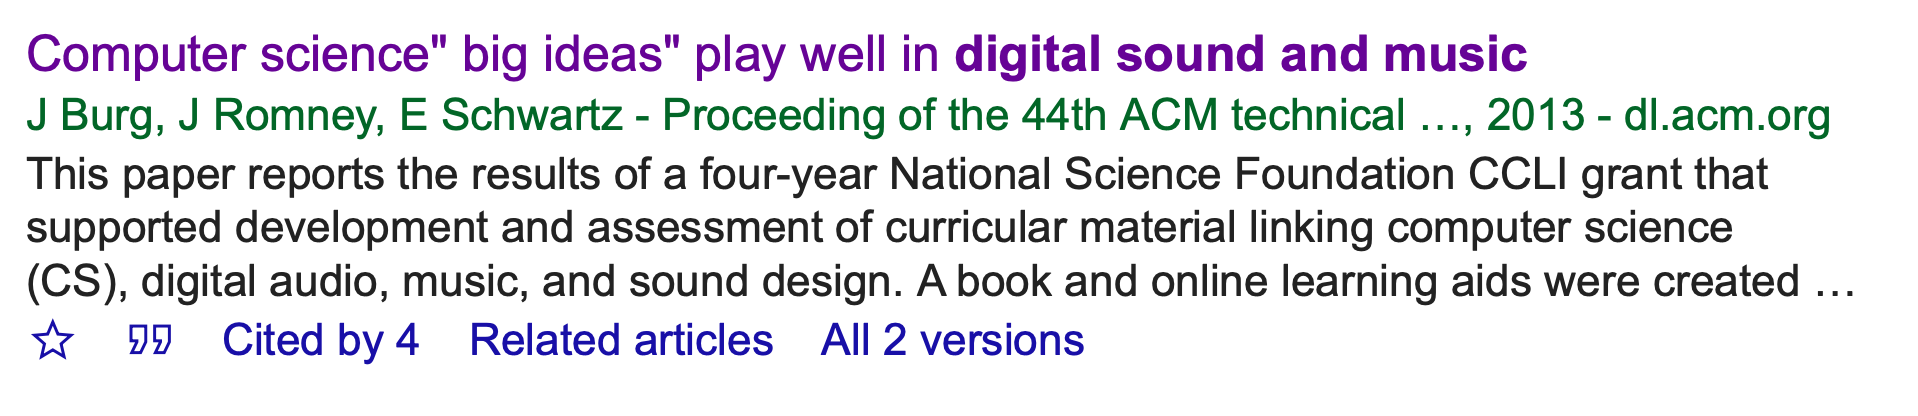 Computer science" big ideas" play well in digital sound and music
J Burg, J Romney, E Schwartz - Proceeding of the 44th ACM technical …, 2013 - dl.acm.org
This paper reports the results of a four-year National Science Foundation CCLI grant that
supported development and assessment of curricular material linking computer science
(CS), digital audio, music, and sound design. A book and online learning aids were created …
Cited by 4 Related articles All 2 versions